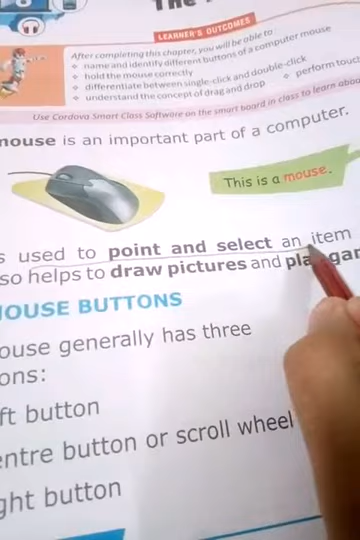 The
LEARNER'S OUTCOMES
After completing this chapter, you will be able to :
❖ name and identify different buttons of a computer mouse
❖ hold the mouse correctly
❖ differentiate between single-click and double-click ❖ perform touch
❖ understand the concept of drag and drop
Use Cordova Smart Class Software on the smart board in class to learn abou
mouse is an important part of a computer.
This is a mouse.
s used to point and select an item
so helps to draw pictures and play gam
OUSE BUTTONS
ouse generally has three
ons:
ft button
entre button or scroll wheel
ght button